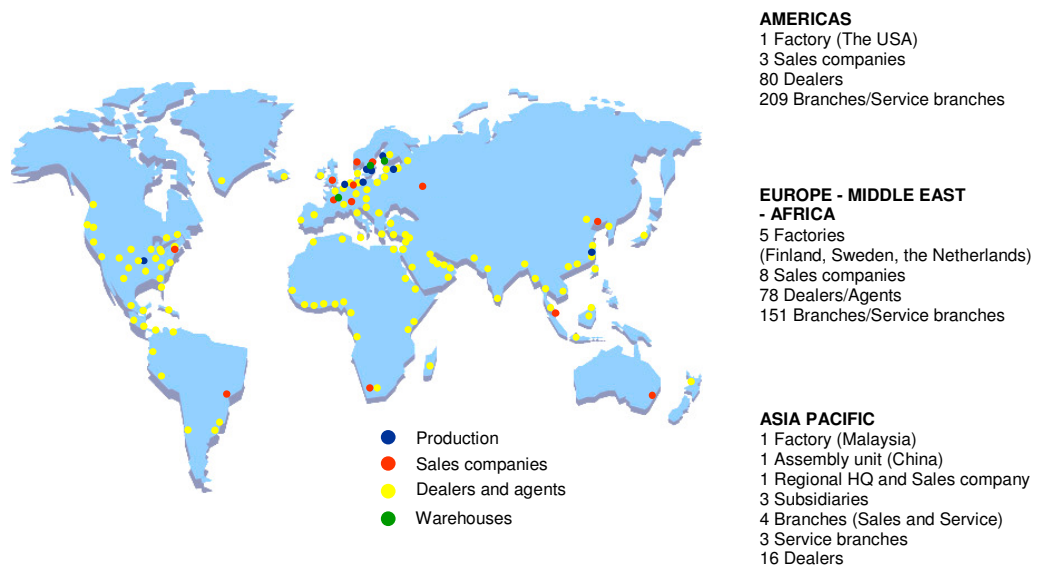 AMERICAS
1 Factory (The USA)
3 Sales companies
80 Dealers
209 Branches/Service branches
EUROPE - MIDDLE EAST
- AFRICA
5 Factories
(Finland, Sweden, the Netherlands)
8 Sales companies
78 Dealers/Agents
151 Branches/Service branches
ASIA PACIFIC
1 Factory (Malaysia)
1 Assembly unit (China)
1 Regional HQ and Sales company
3 Subsidiaries
4 Branches (Sales and Service)
3 Service branches
16 Dealers
Production
Sales companies
Dealers and agents
Warehouses